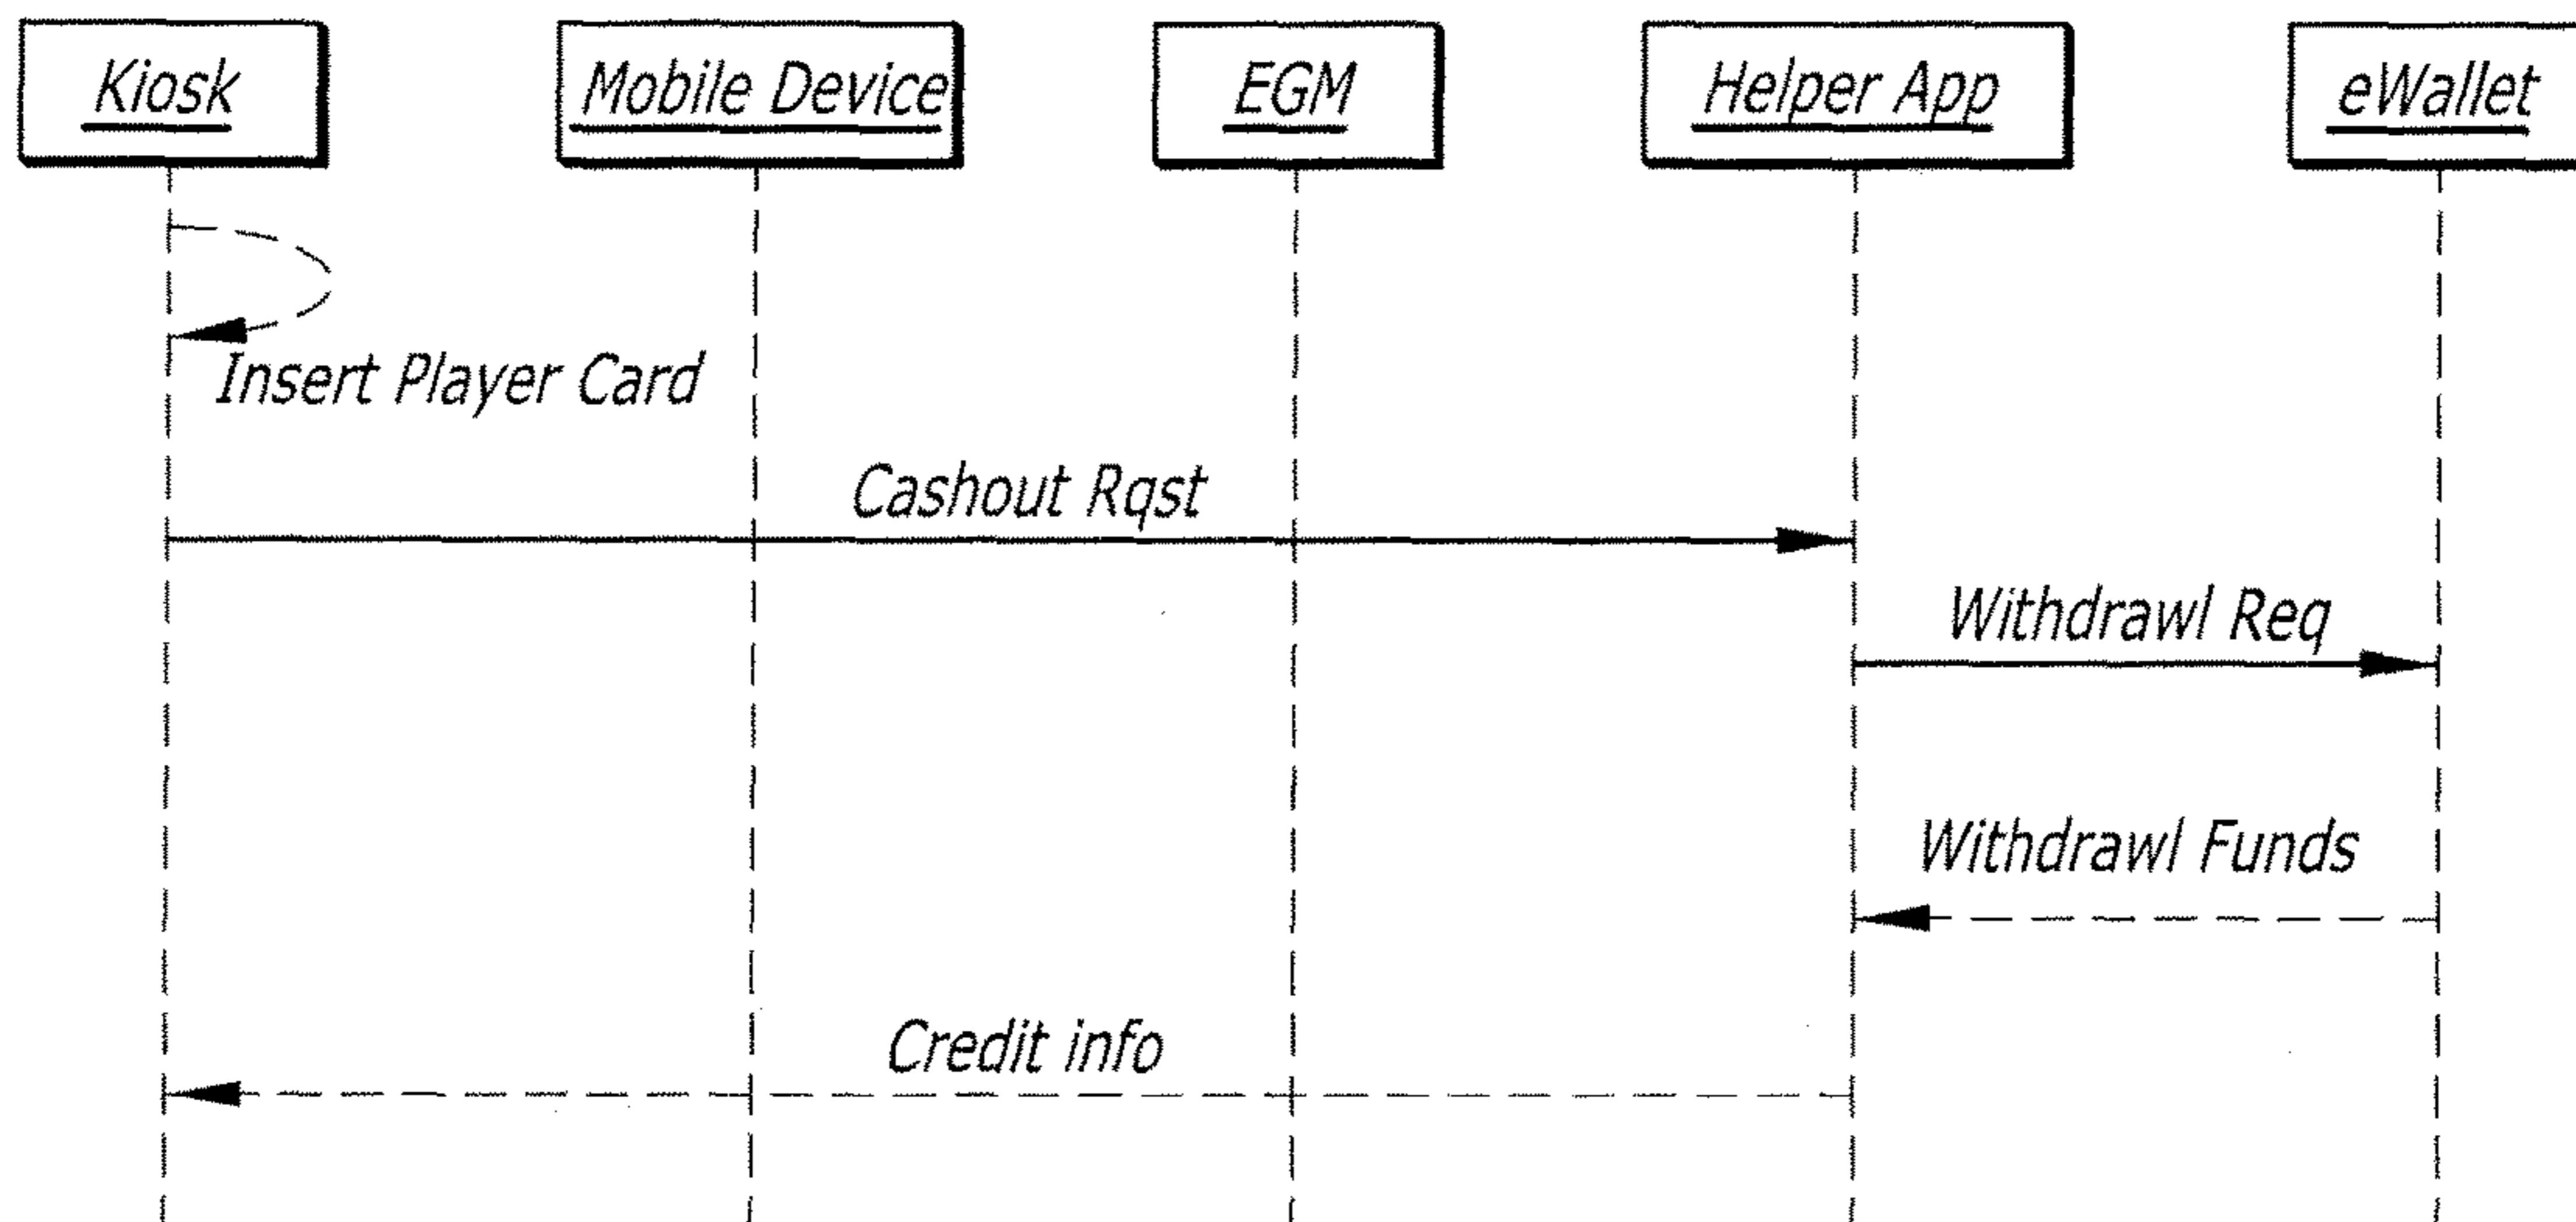 Kiosk
Mobile Device
EGM
Helper App
eWallet
Insert Player Card
Cashout Rqst
Withdrawl Req
Withdrawl Funds
Credit info